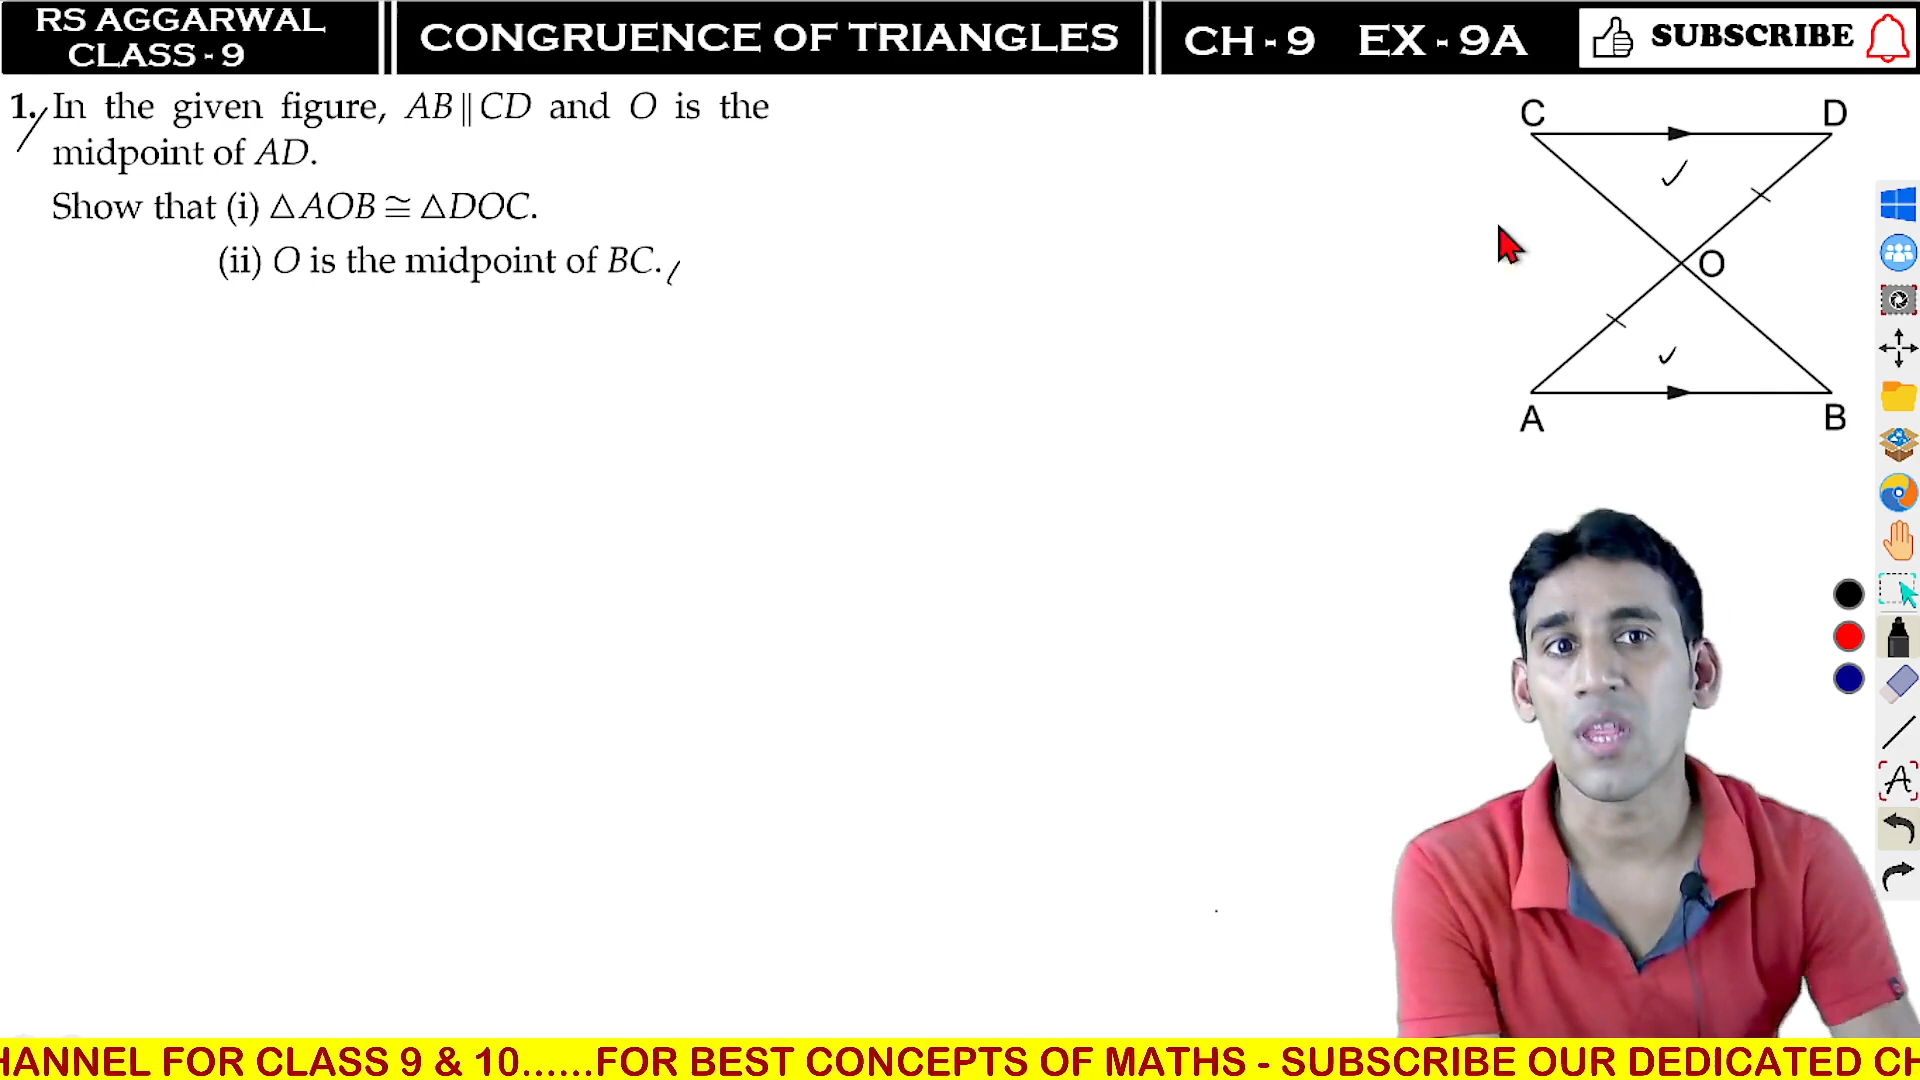 RS AGGARWAL
CLASS - 9
CONGRUENCE OF TRIANGLES
CH - 9 EX - 9A
SUBSCRIBE
1. In the given figure, AB ∥ CD and O is the
midpoint of AD.
Show that (i) △AOB ≅ △DOC.
(ii) O is the midpoint of BC.
C
D
O
A
B
HANNEL FOR CLASS 9 & 10......FOR BEST CONCEPTS OF MATHS - SUBSCRIBE OUR DEDICATED CH